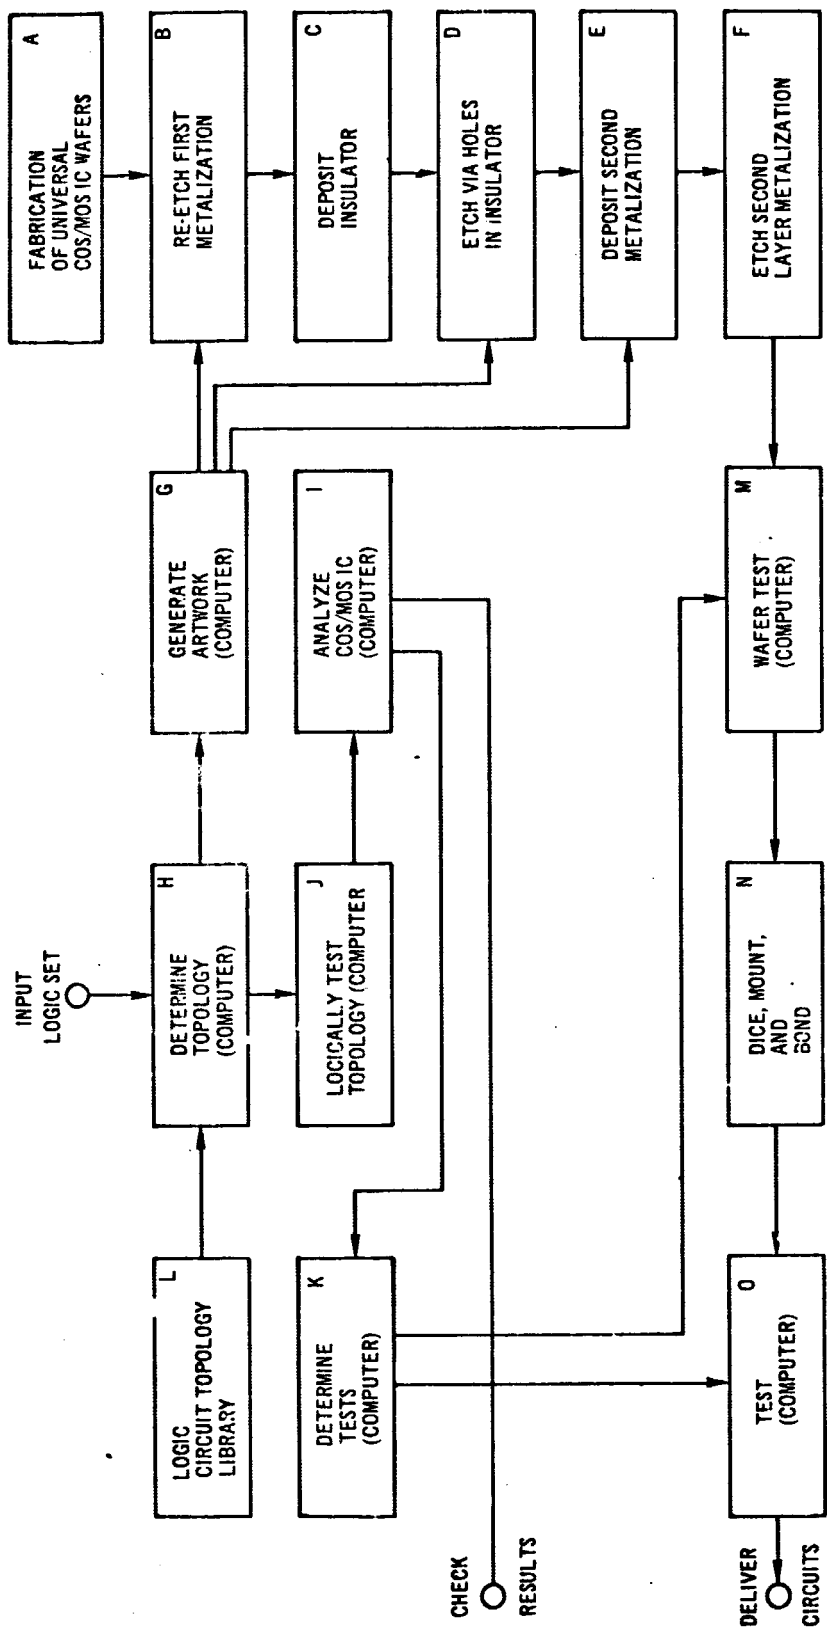 A
FABRICATION
OF UNIVERSAL
COS/MOS IC WAFERS
B
RE-ETCH FIRST
METALIZATION
C
DEPOSIT
INSULATOR
D
ETCH VIA HOLES
IN INSULATOR
E
DEPOSIT SECOND
METALIZATION
F
ETCH SECOND
LAYER METALIZATION
G
GENERATE
ARTWORK
(COMPUTER)
I
ANALYZE
COS/MOS IC
(COMPUTER)
M
WAFER TEST
(COMPUTER)
INPUT
LOGIC SET
H
DETERMINE
TOPOLOGY
(COMPUTER)
J
LOGICALLY TEST
TOPOLOGY (COMPUTER
N
DICE, MOUNT,
AND
BOND
L
LOGIC
CIRCUIT TOPOLOGY
LIBRARY
K
DETERMINE
TESTS
(COMPUTER)
O
TEST
(COMPUTER)
CHECK
RESULTS
DELIVER
CIRCUITS